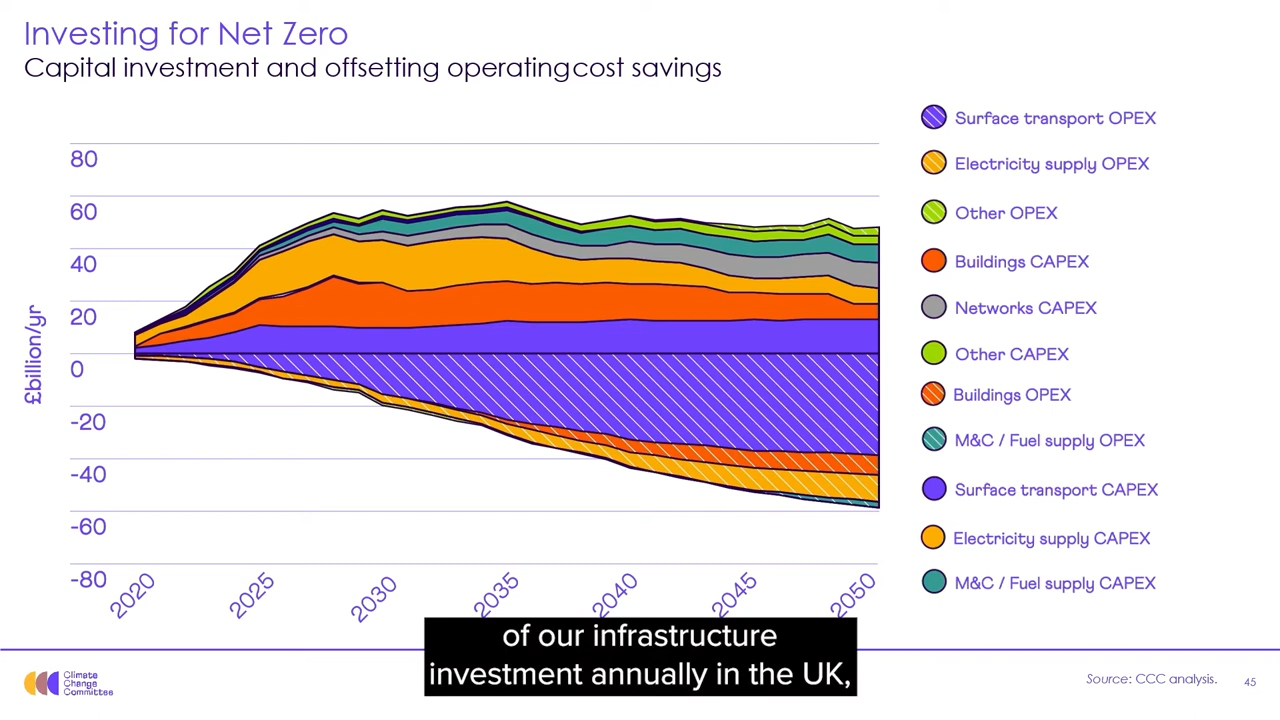 Investing for Net Zero
Capital investment and offsetting operatingcost savings
£billion/yr
80
60
40
20
0
-20
-40
-60
-80
2020
2025
2030
2035
2040
2045
2050
Surface transport OPEX
Electricity supply OPEX
Other OPEX
Buildings CAPEX
Networks CAPEX
Other CAPEX
Buildings OPEX
M&C / Fuel supply OPEX
Surface transport CAPEX
Electricity supply CAPEX
M&C / Fuel supply CAPEX
of our infrastructure
investment annually in the UK,
Climate
Change
Committee
Source: CCC analysis.
45